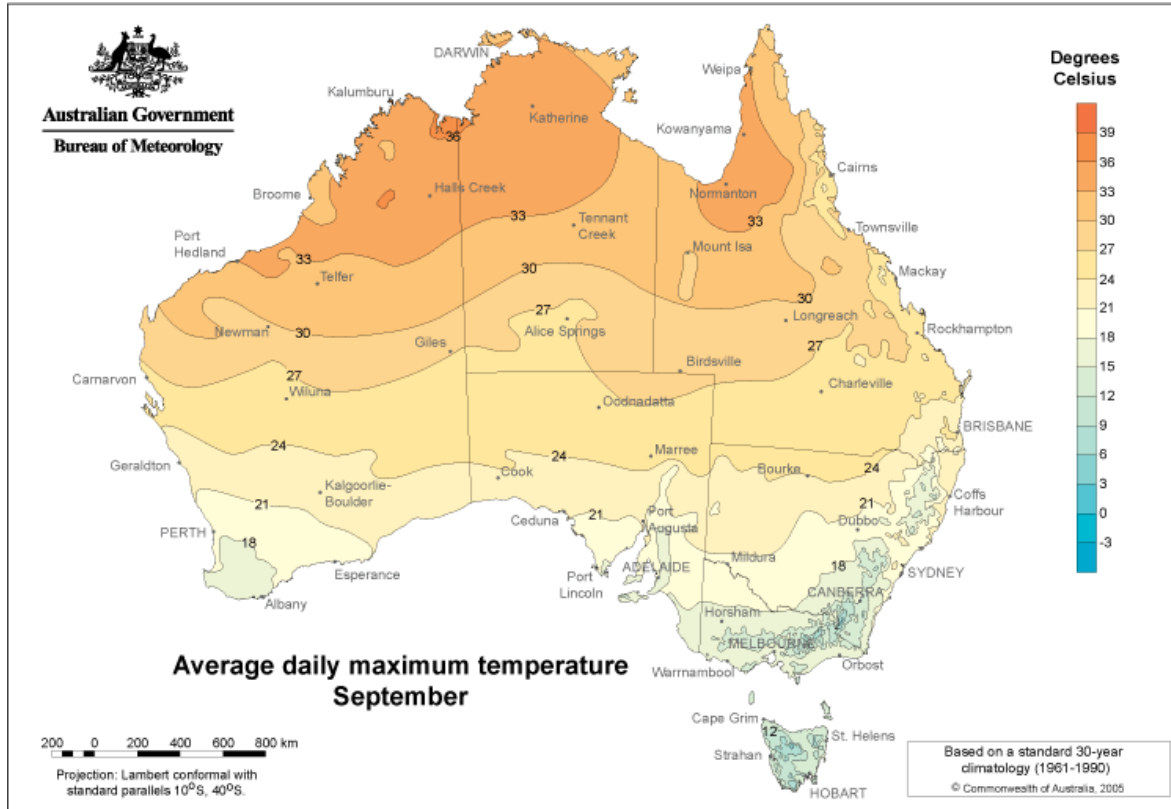 Australian Government
Bureau of Meteorology
DARWIN
Weipa
Degrees
Celsius
Kalumburu
Katherine
36
Kowanyama
39
36
33
30
27
24
21
18
15
12
9
6
3
0
-3
Broome
Halls Creek
Normanton
Cairns
33
33
Tennant
Creek
Townsville
Port
Hedland
33
Mount Isa
Telfer
30
Mackay
30
Newman
30
27
Alice Springs
Longreach
Rockhampton
Giles
27
Carnarvon
27
Birdsville
Wiluna
Charleville
Oodnadatta
BRISBANE
24
24
Marree
Geraldton
Cook
Bourke
24
Kalgoorlie-
Boulder
21
21
Port
Augusta
21
Coffs
Harbour
Ceduna
Dubbo
PERTH
18
Mildura
18
SYDNEY
Esperance
Port
Lincoln
ADELAIDE
Albany
CANBERRA
Horsham
MELBOURNE
Average daily maximum temperature
September
Warrnambool
Orbost
Cape Grim
12
St. Helens
Strahan
HOBART
200 0 200 400 600 800 km
Projection: Lambert conformal with
standard parallels 10°S, 40°S.
Based on a standard 30-year
climatology (1961-1990)
© Commonwealth of Australia, 2005